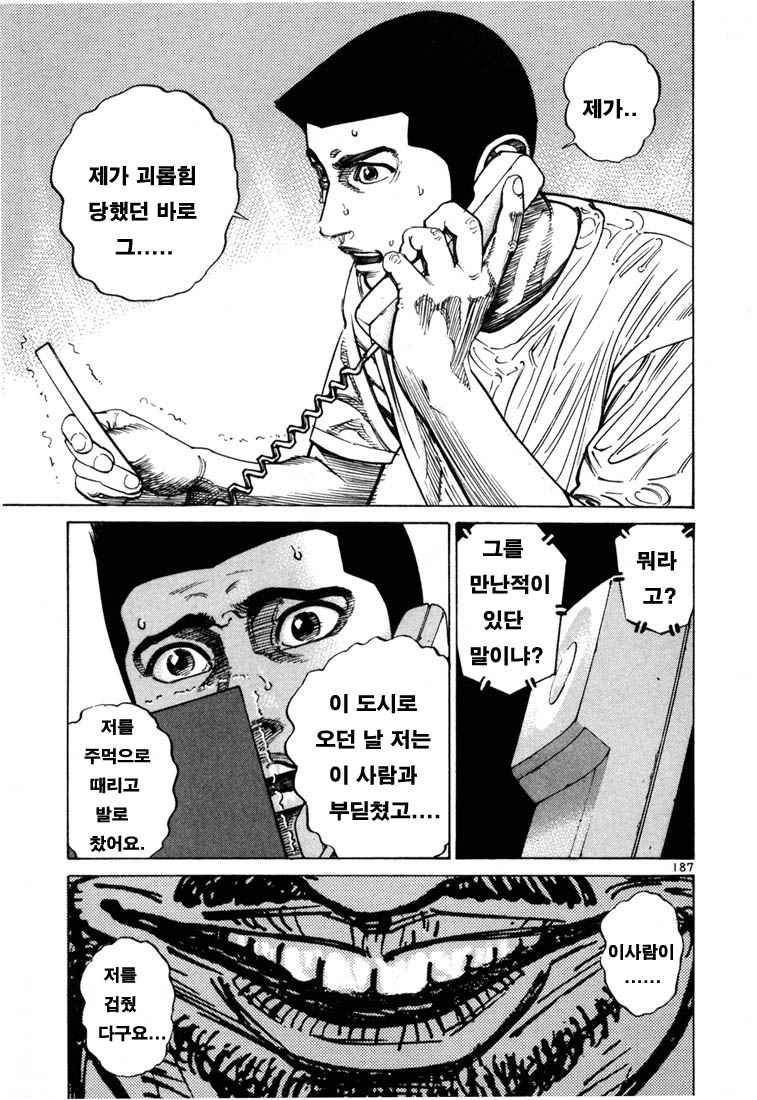 제가..
제가 괴롭힘
당했던 바로
그.....
뭐라
고?
그를
만난적이
있단
말이냐?
이 도시로
오던 날 저는
이 사람과
부딛쳤고....
저를
주먹으로
때리고
발로
찼어요.
187
이사람이
......
저를
겁줬
다구요...